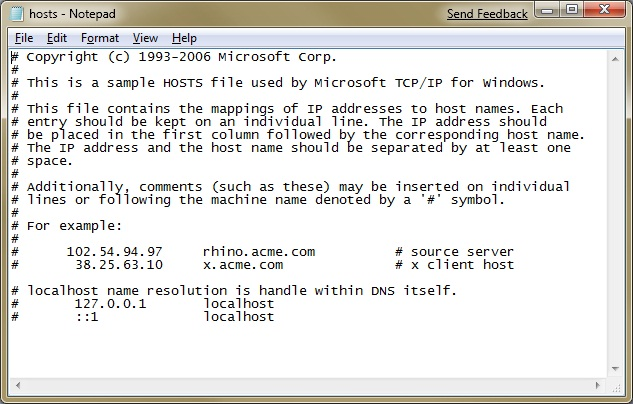 hosts - Notepad
Send Feedback
File Edit Format View Help
# Copyright (c) 1993-2006 Microsoft Corp.
#
# This is a sample HOSTS file used by Microsoft TCP/IP for Windows.
#
# This file contains the mappings of IP addresses to host names. Each
# entry should be kept on an individual line. The IP address should
# be placed in the first column followed by the corresponding host name.
# The IP address and the host name should be separated by at least one
# space.
#
# Additionally, comments (such as these) may be inserted on individual
# lines or following the machine name denoted by a '#' symbol.
#
# For example:
#
#      102.54.94.97     rhino.acme.com          # source server
#       38.25.63.10     x.acme.com              # x client host

# localhost name resolution is handle within DNS itself.
#       127.0.0.1       localhost
#       ::1             localhost